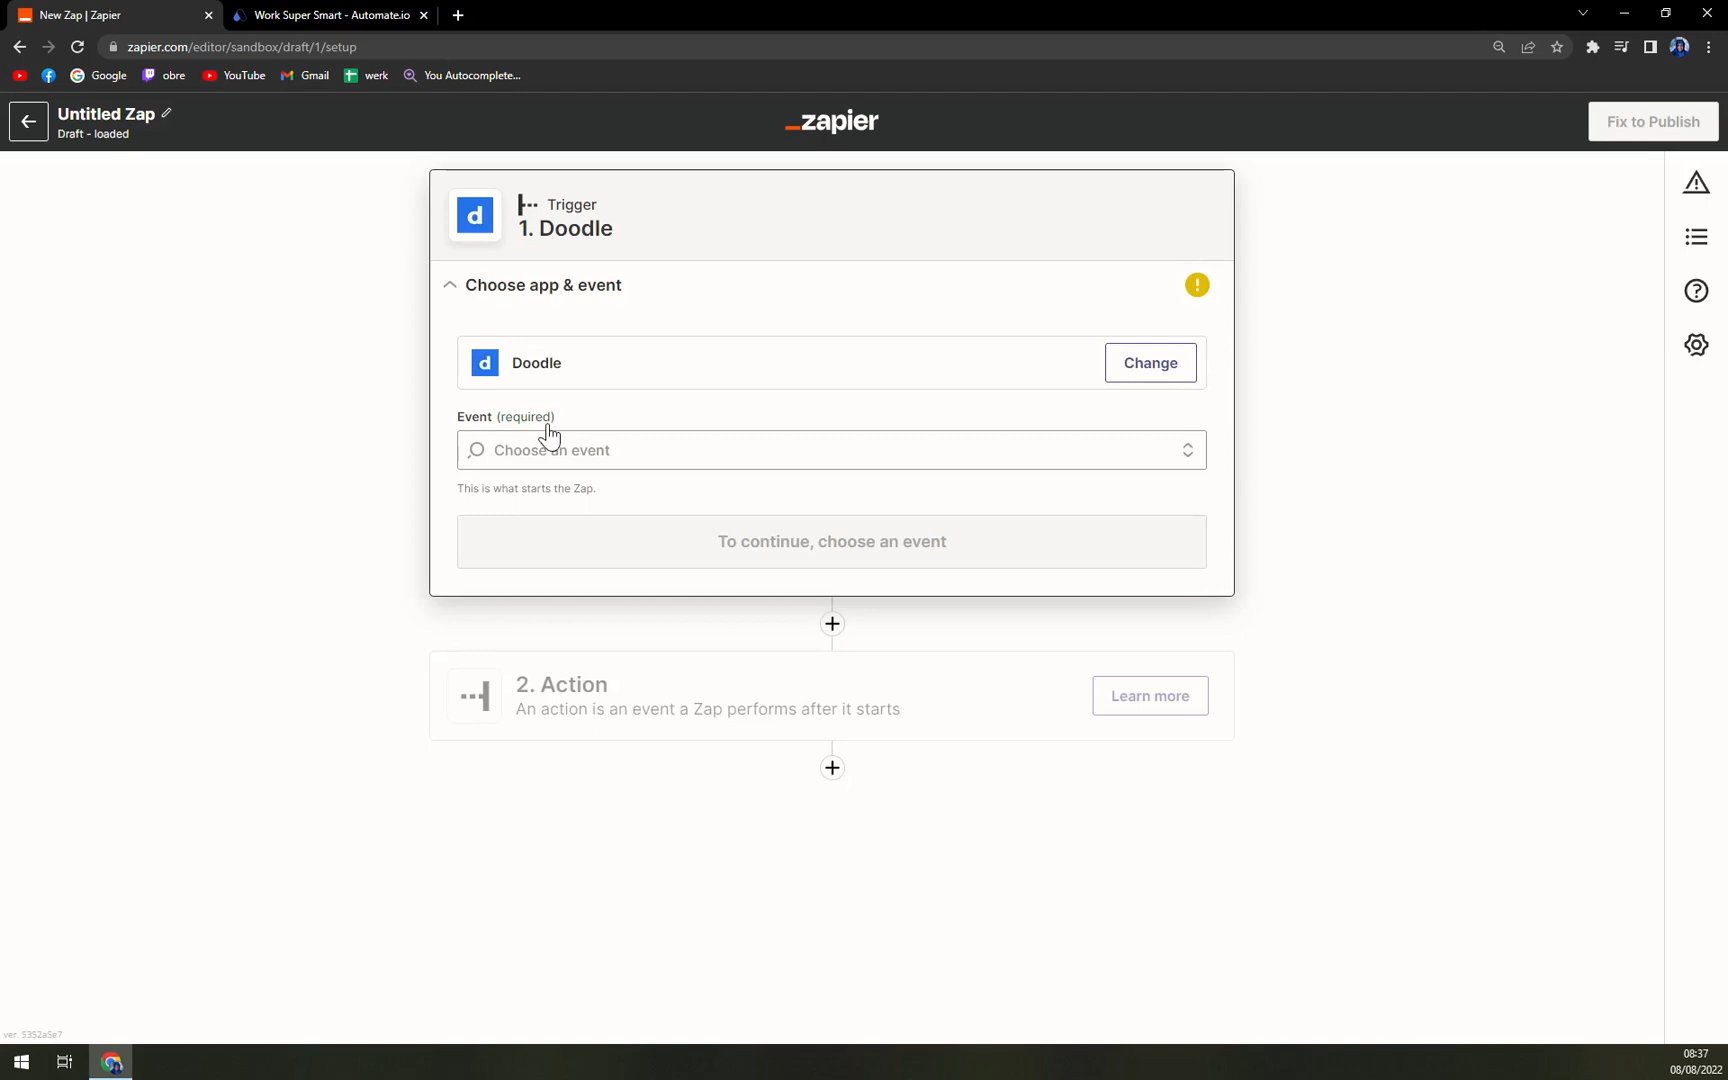 New Zap | Zapier
Work Super Smart - Automate.io
zapier.com/editor/sandbox/draft/1/setup
Google
obre
YouTube
Gmail
werk
You Autocomplete...
Untitled Zap
Draft - loaded
_zapier
Fix to Publish
d
Trigger
1. Doodle
Choose app & event
!
d
Doodle
Change
Event (required)
Choose an event
This is what starts the Zap.
To continue, choose an event
2. Action
An action is an event a Zap performs after it starts
Learn more
ver. 5352a5e7
08:37
08/08/2022